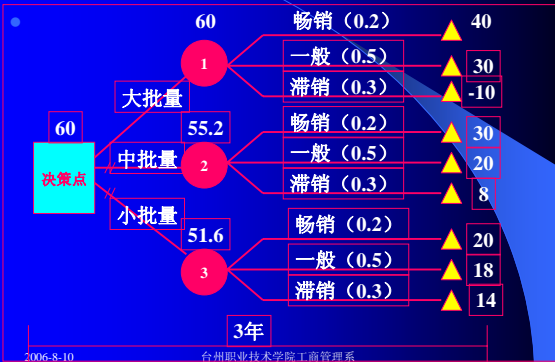 60
畅销（0.2） 40
1
一般（0.5） 30
滞销（0.3） -10
大批量
60
55.2
畅销（0.2） 30
决策点
中批量
2
一般（0.5） 20
滞销（0.3） 8
小批量
51.6
畅销（0.2） 20
3
一般（0.5） 18
滞销（0.3） 14
3年
2006-8-10 台州职业技术学院工商管理系